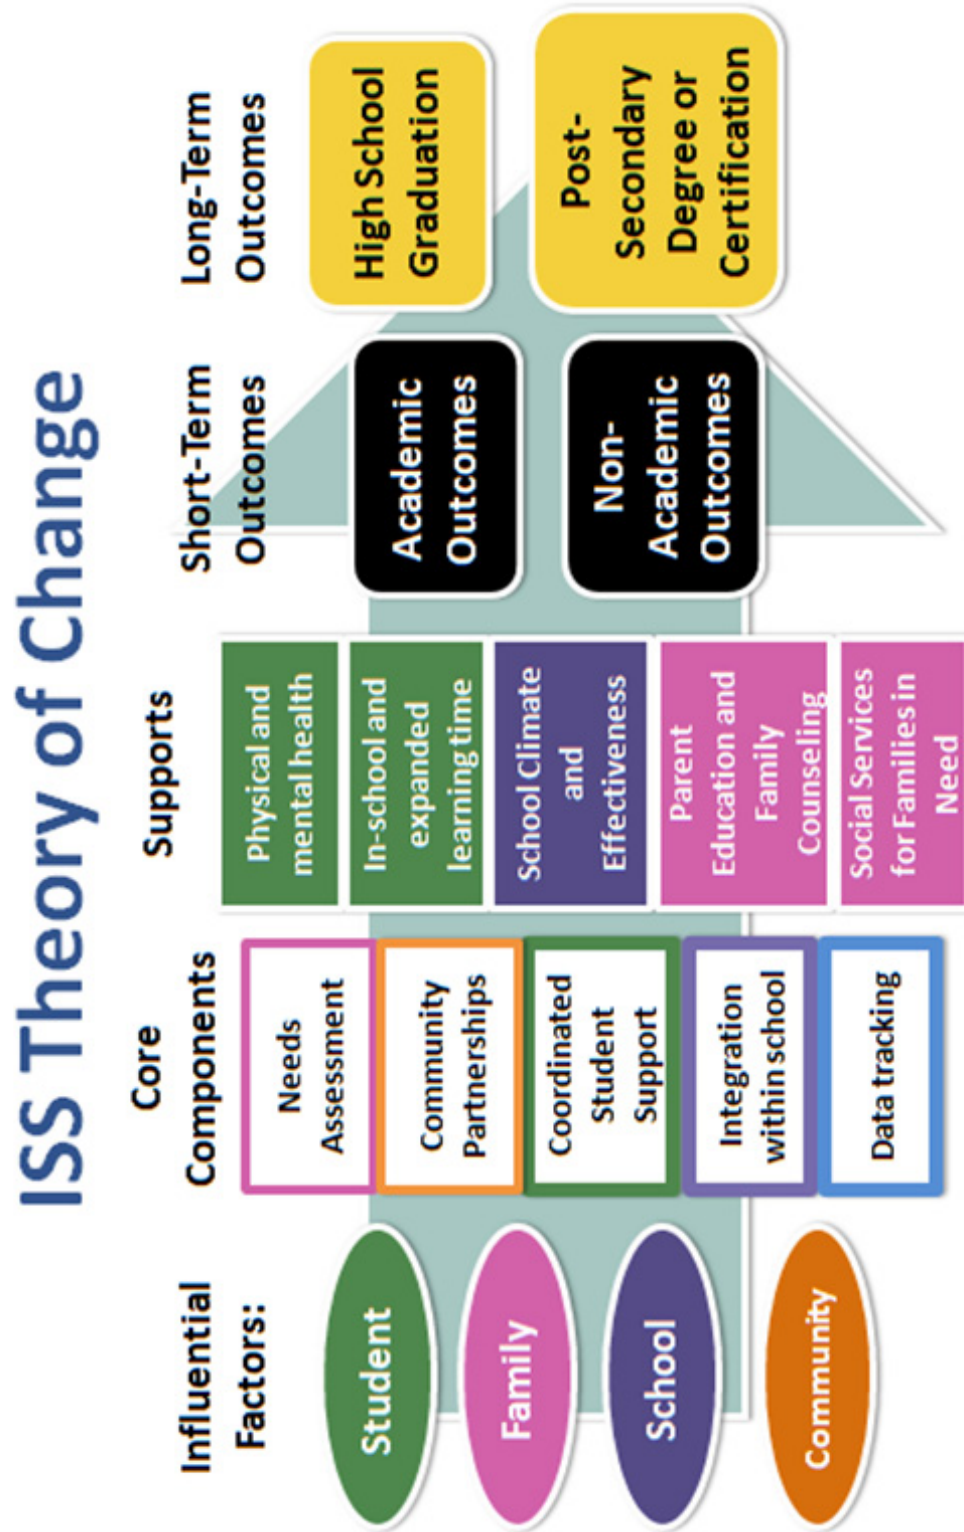 ISS Theory of Change
Influential
Factors:
Student
Family
School
Community
Core
Components
Needs
Assessment
Community
Partnerships
Coordinated
Student
Support
Integration
within school
Data tracking
Supports
Physical and
mental health
In-school and
expanded
learning time
School Climate
and
Effectiveness
Parent
Education and
Family
Counseling
Social Services
for Families in
Need
Short-Term
Outcomes
Academic
Outcomes
Non-
Academic
Outcomes
Long-Term
Outcomes
High School
Graduation
Post-
Secondary
Degree or
Certification